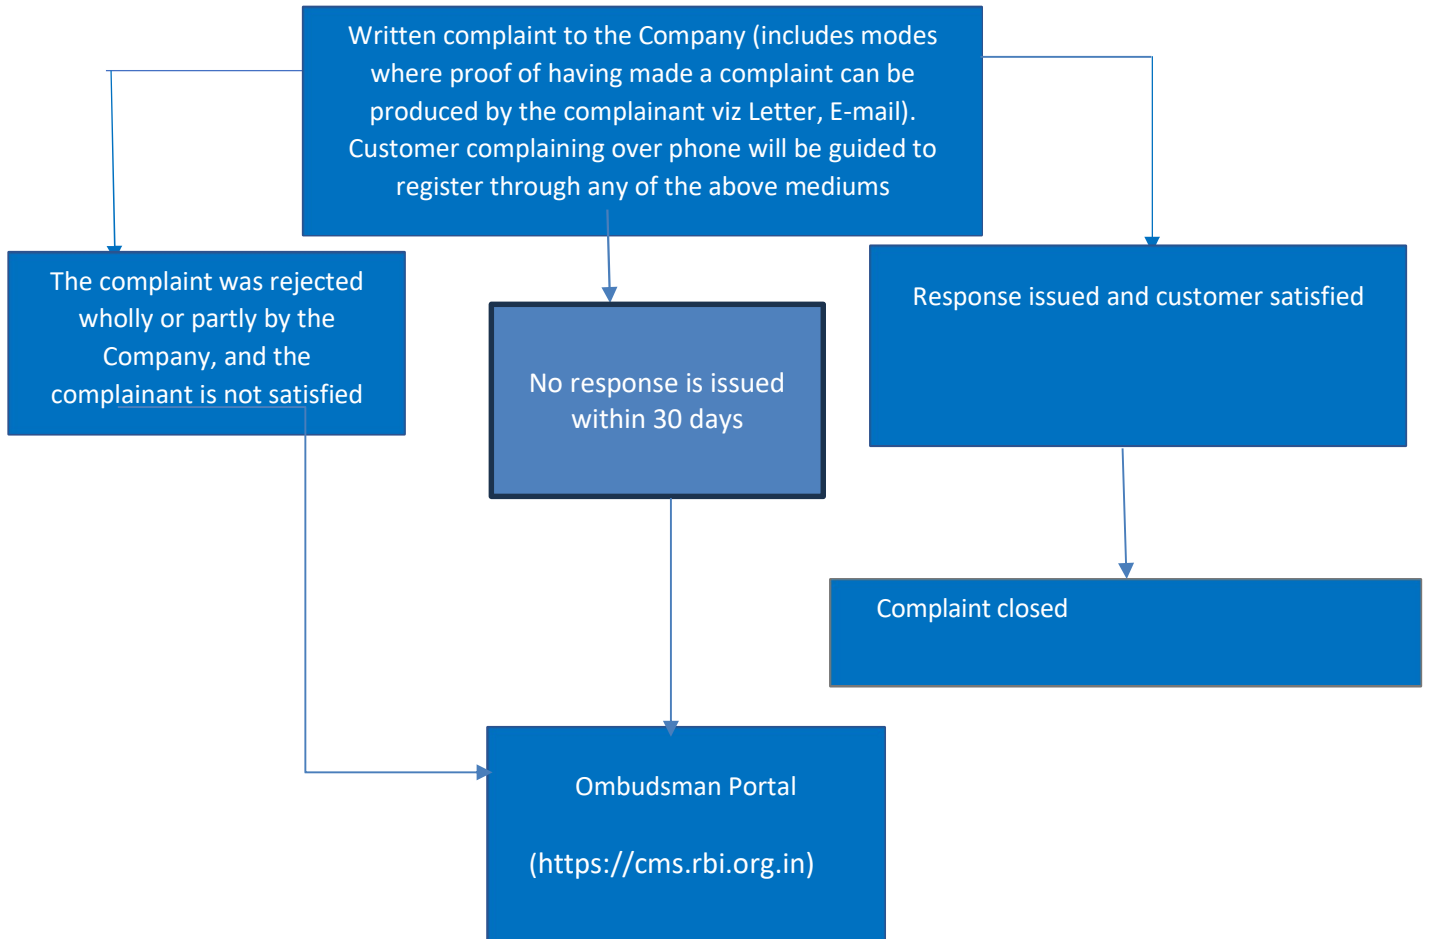 Written complaint to the Company (includes modes
where proof of having made a complaint can be
produced by the complainant viz Letter, E-mail).
Customer complaining over phone will be guided to
register through any of the above mediums
The complaint was rejected
wholly or partly by the
Company, and the
complainant is not satisfied
No response is issued
within 30 days
Response issued and customer satisfied
Complaint closed
Ombudsman Portal
(https://cms.rbi.org.in)